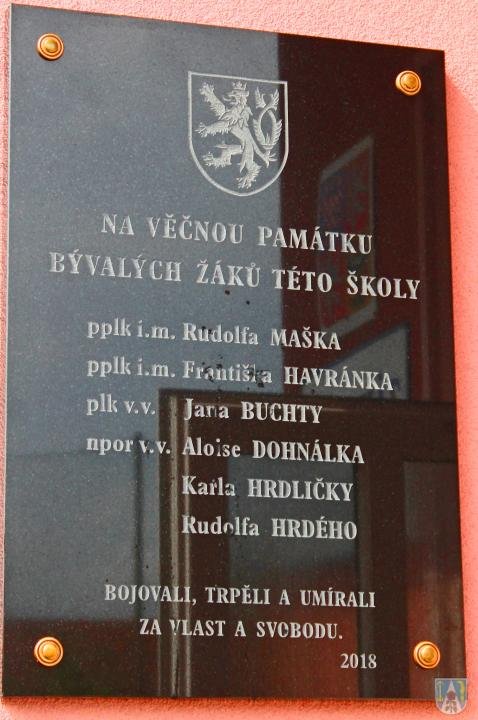 NA VĚČNOU PAMÁTKU
BÝVALÝCH ŽÁKŮ TÉTO ŠKOLY
pplk i.m. Rudolfa MAŠKA
pplk i.m. Františka HAVRÁNKA
plk v.v. Jana BUCHTY
npor v.v. Aloise DOHNÁLKA
Karla HRDLIČKY
Rudolfa HRDÉHO
BOJOVALI, TRPĚLI A UMÍRALI
ZA VLAST A SVOBODU.
2018